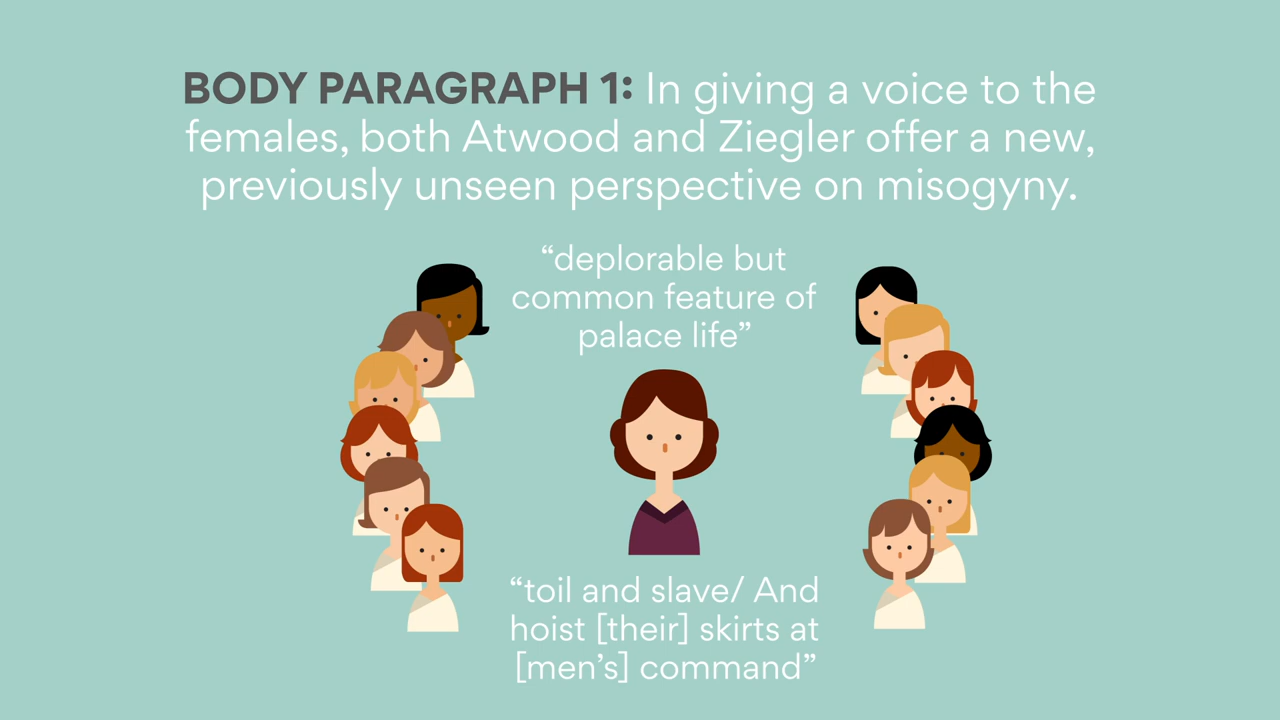 BODY PARAGRAPH 1: In giving a voice to the
females, both Atwood and Ziegler offer a new,
previously unseen perspective on misogyny.
“deplorable but
common feature of
palace life”
“toil and slave/ And
hoist [their] skirts at
[men’s] command”